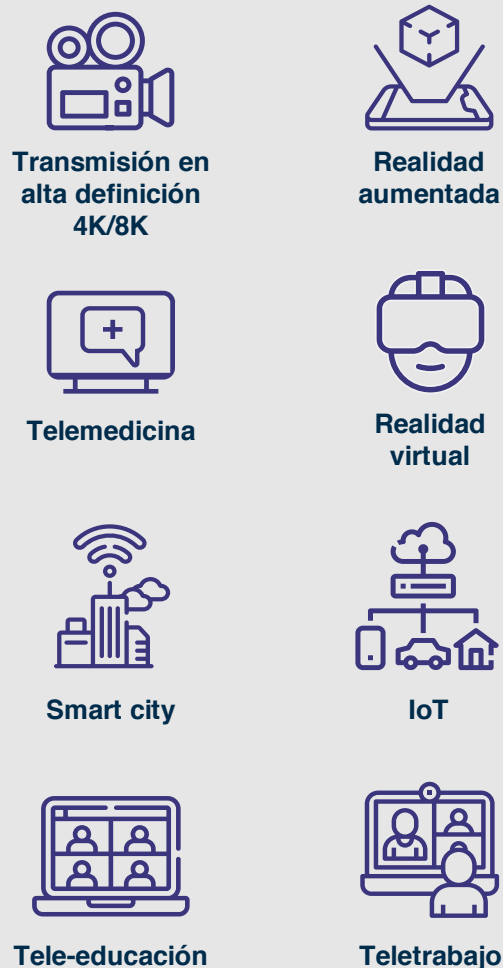 Transmisión en
alta definición
4K/8K
Realidad
aumentada
Telemedicina
Realidad
virtual
Smart city
IoT
Tele-educación
Teletrabajo